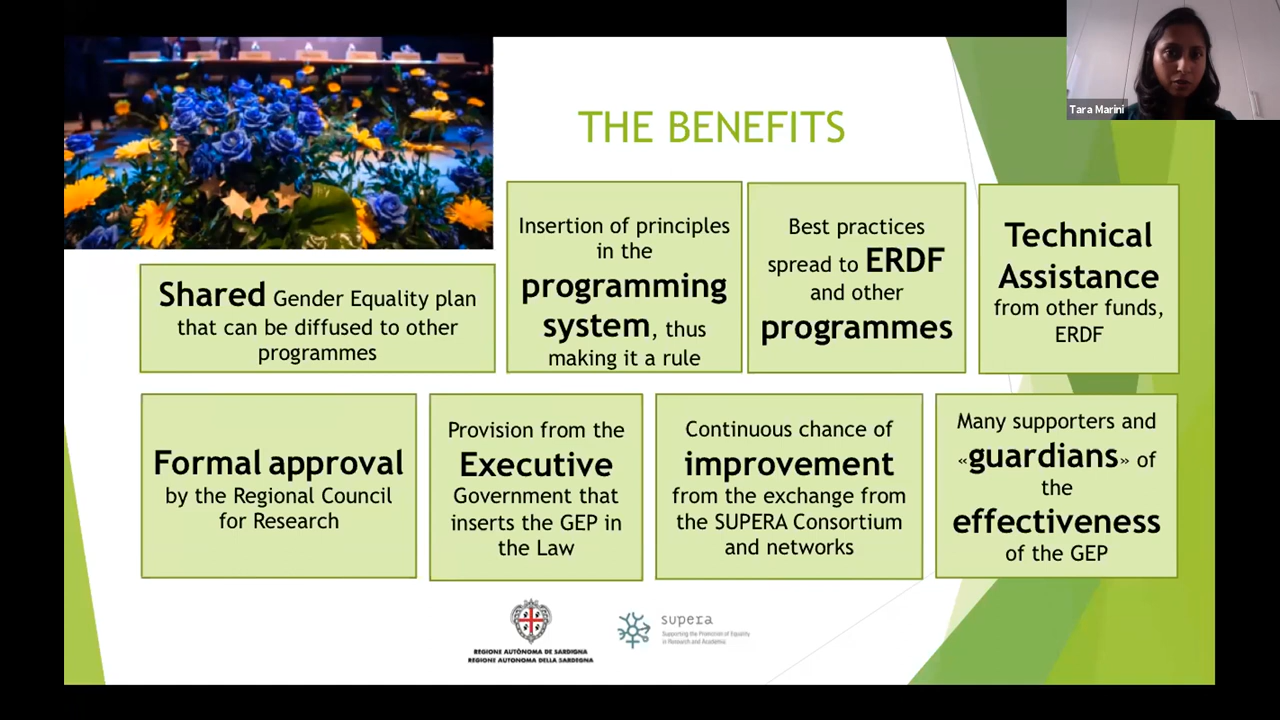 Tara Marini
THE BENEFITS
Shared Gender Equality plan
that can be diffused to other
programmes
Insertion of principles
in the
programming
system, thus
making it a rule
Best practices
spread to ERDF
and other
programmes
Technical
Assistance
from other funds,
ERDF
Formal approval
by the Regional Council
for Research
Provision from the
Executive
Government that
inserts the GEP in
the Law
Continuous chance of
improvement
from the exchange from
the SUPERA Consortium
and networks
Many supporters and
«guardians» of
the
effectiveness
of the GEP
REGIONE AUTÒNOMA DE SARDIGNA
REGIONE AUTONOMA DELLA SARDEGNA
supera
Supporting the Promotion of Equality
in Research and Academia